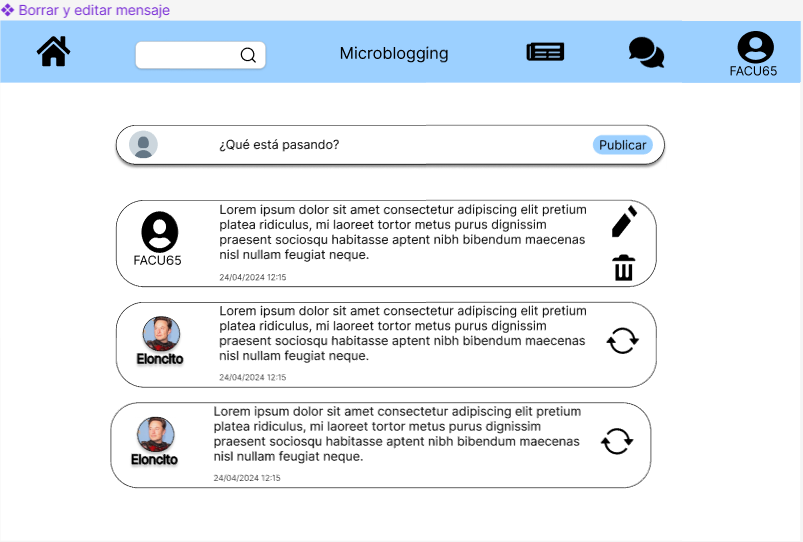 Borrar y editar mensaje
Microblogging
FACU65
¿Qué está pasando?
Publicar
Lorem ipsum dolor sit amet consectetur adipiscing elit pretium
platea ridiculus, mi laoreet tortor metus purus dignissim
praesent sociosqu habitasse aptent nibh bibendum maecenas
nisl nullam feugiat neque.
FACU65
24/04/2024 12:15
Lorem ipsum dolor sit amet consectetur adipiscing elit pretium
platea ridiculus, mi laoreet tortor metus purus dignissim
praesent sociosqu habitasse aptent nibh bibendum maecenas
nisl nullam feugiat neque.
Eloncito
24/04/2024 12:15
Lorem ipsum dolor sit amet consectetur adipiscing elit pretium
platea ridiculus, mi laoreet tortor metus purus dignissim
praesent sociosqu habitasse aptent nibh bibendum maecenas
nisl nullam feugiat neque.
Eloncito
24/04/2024 12:15